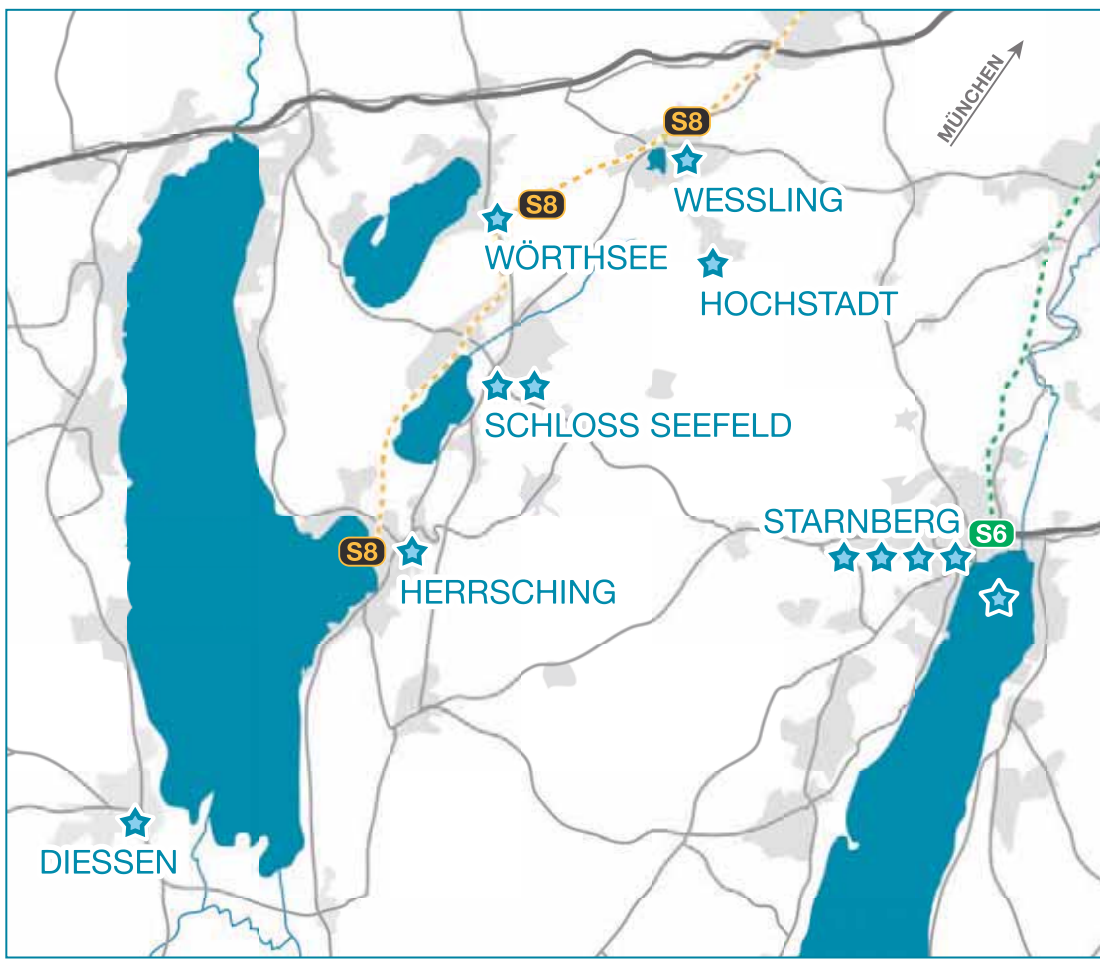 MÜNCHEN
S8
WESSLING
S8
WÖRTHSEE
HOCHSTADT
SCHLOSS SEEFELD
STARNBERG
S6
S8
HERRSCHING
DIESSEN